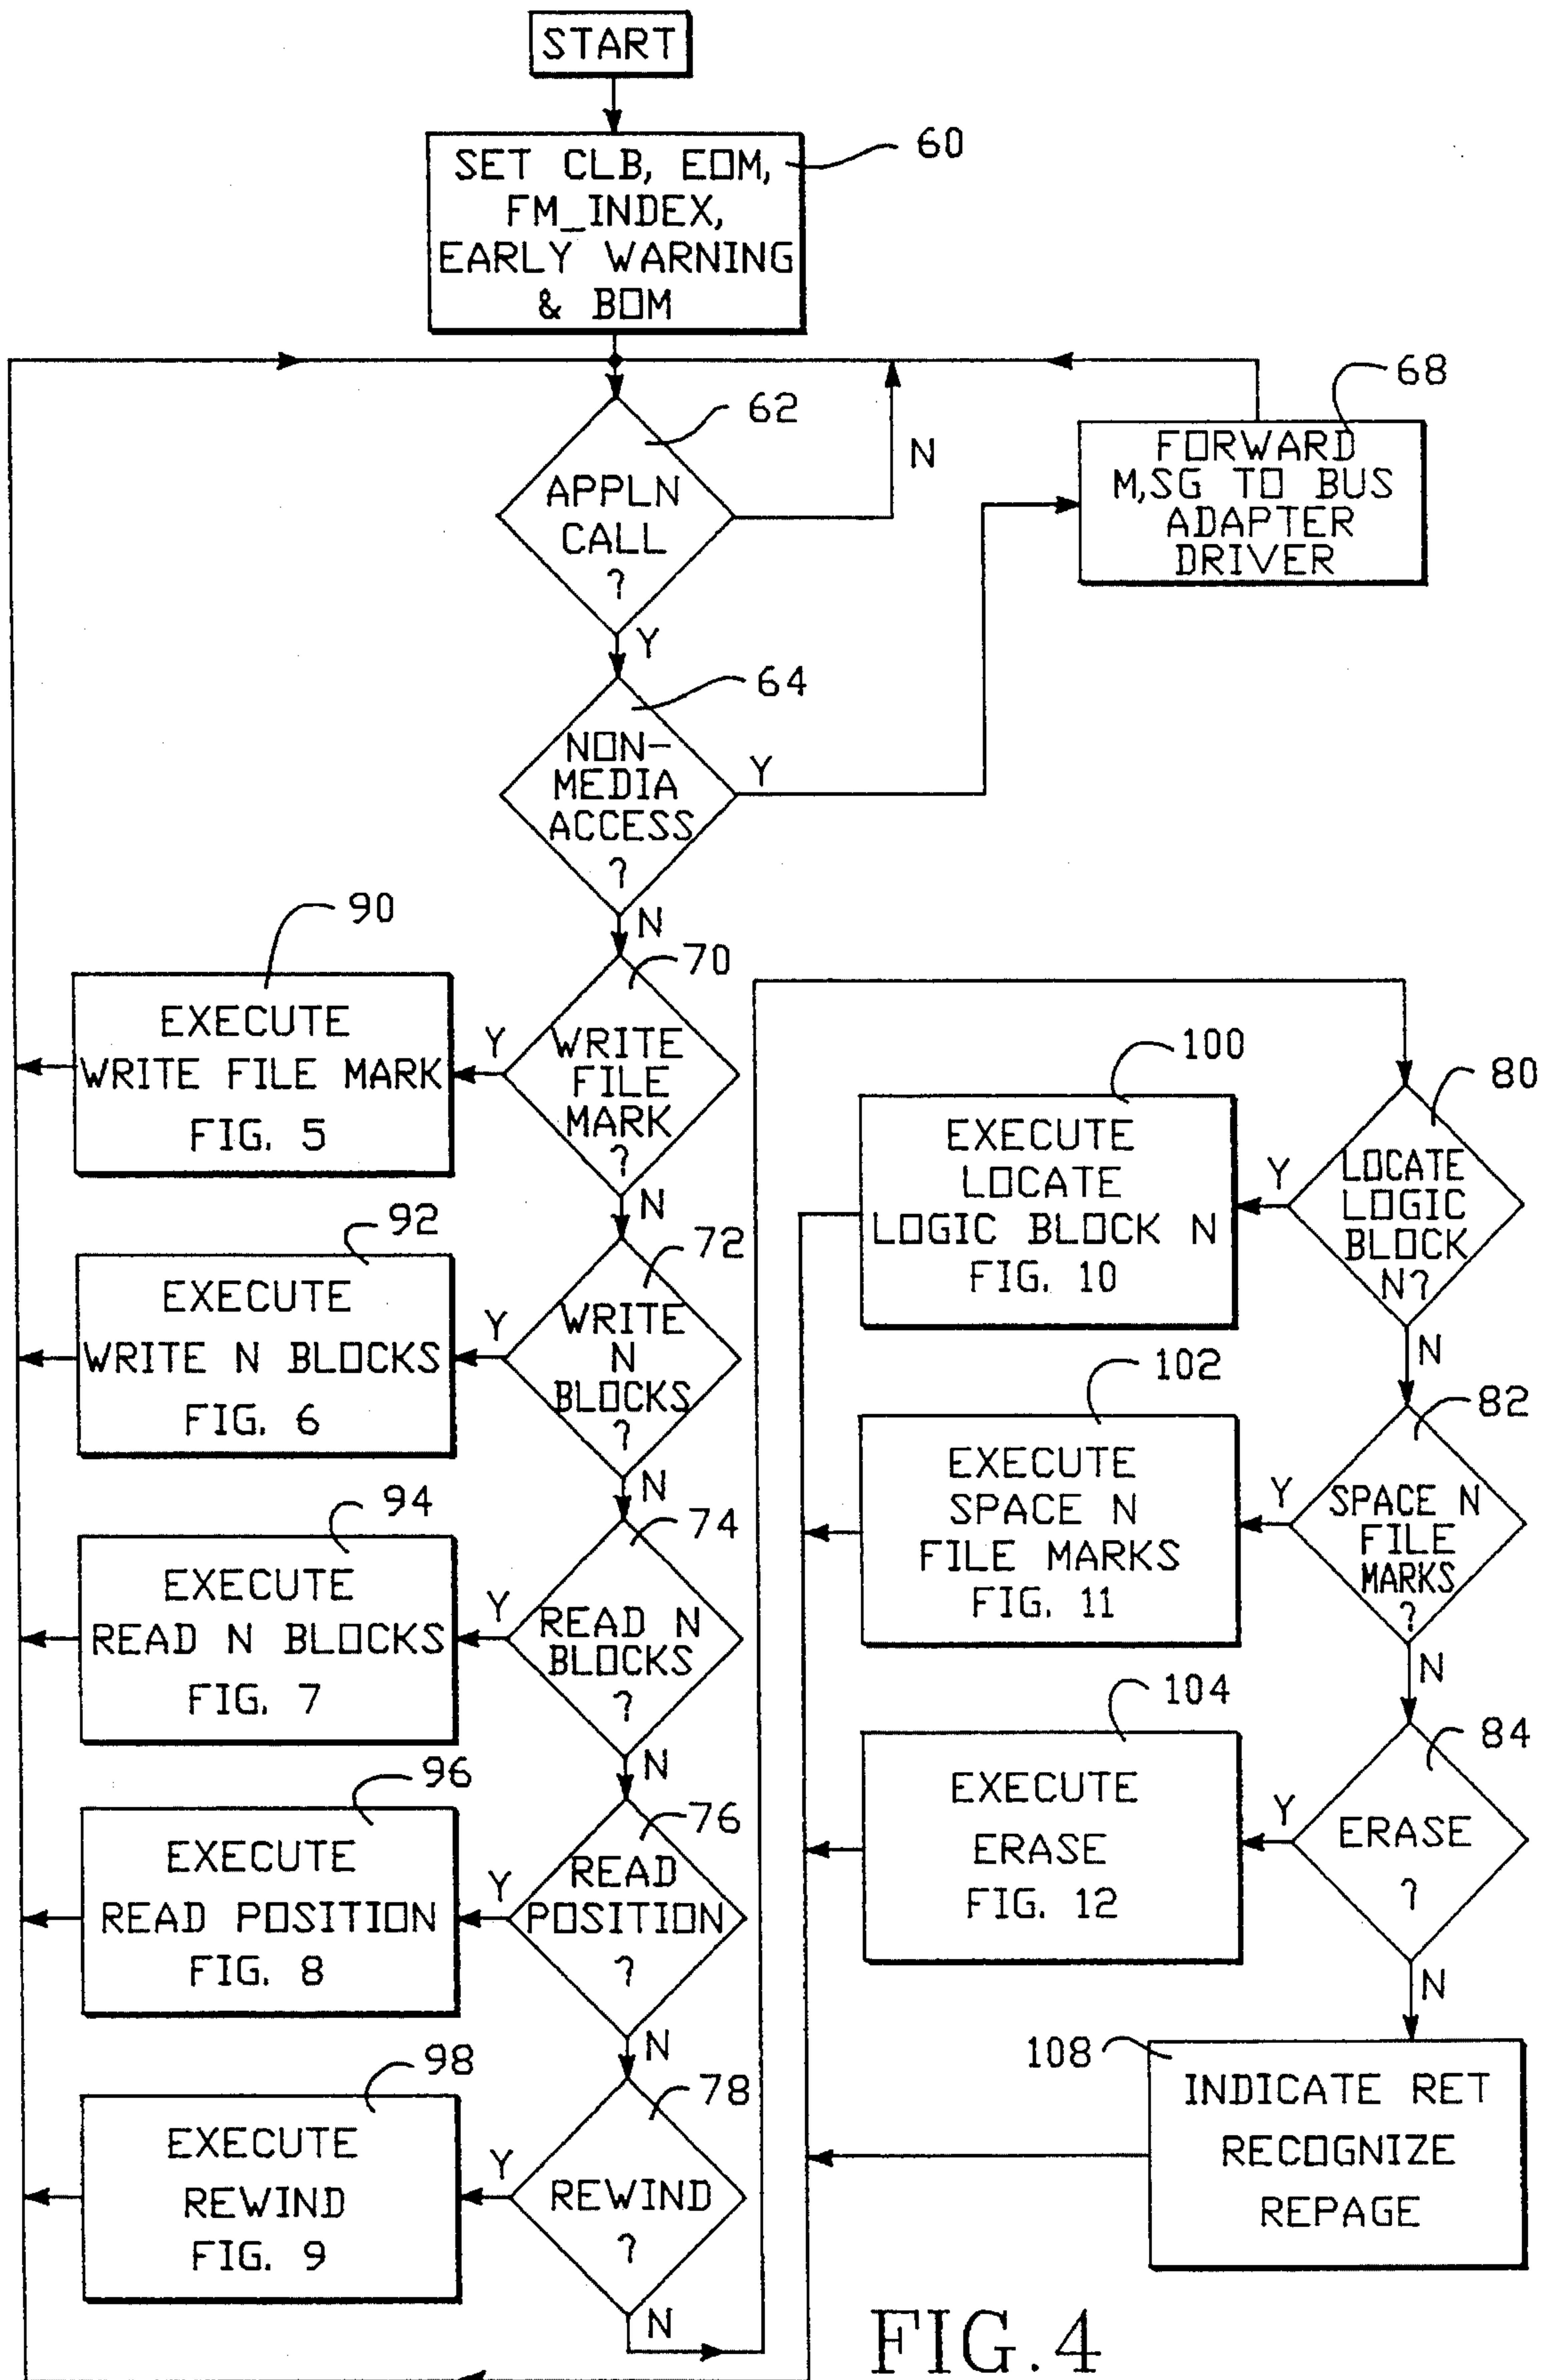 START
SET CLB, EOM,
FM_INDEX,
EARLY WARNING
& BOM
60
62
APPLN
CALL
?
N
Y
68
FORWARD
M,SG TO BUS
ADAPTER
DRIVER
64
NON-
MEDIA
ACCESS
?
Y
N
90
EXECUTE
WRITE FILE MARK
FIG. 5
70
WRITE
FILE
MARK
?
Y
N
92
EXECUTE
WRITE N BLOCKS
FIG. 6
72
WRITE
N
BLOCKS
?
Y
N
94
EXECUTE
READ N BLOCKS
FIG. 7
74
READ N
BLOCKS
?
Y
N
96
EXECUTE
READ POSITION
FIG. 8
76
READ
POSITION
?
Y
N
98
EXECUTE
REWIND
FIG. 9
78
REWIND
?
Y
N
100
EXECUTE
LOCATE
LOGIC BLOCK N
FIG. 10
80
LOCATE
LOGIC
BLOCK
N?
Y
N
102
EXECUTE
SPACE N
FILE MARKS
FIG. 11
82
SPACE N
FILE
MARKS
?
Y
N
104
EXECUTE
ERASE
FIG. 12
84
ERASE
?
Y
N
108
INDICATE RET
RECOGNIZE
REPAGE
FIG. 4